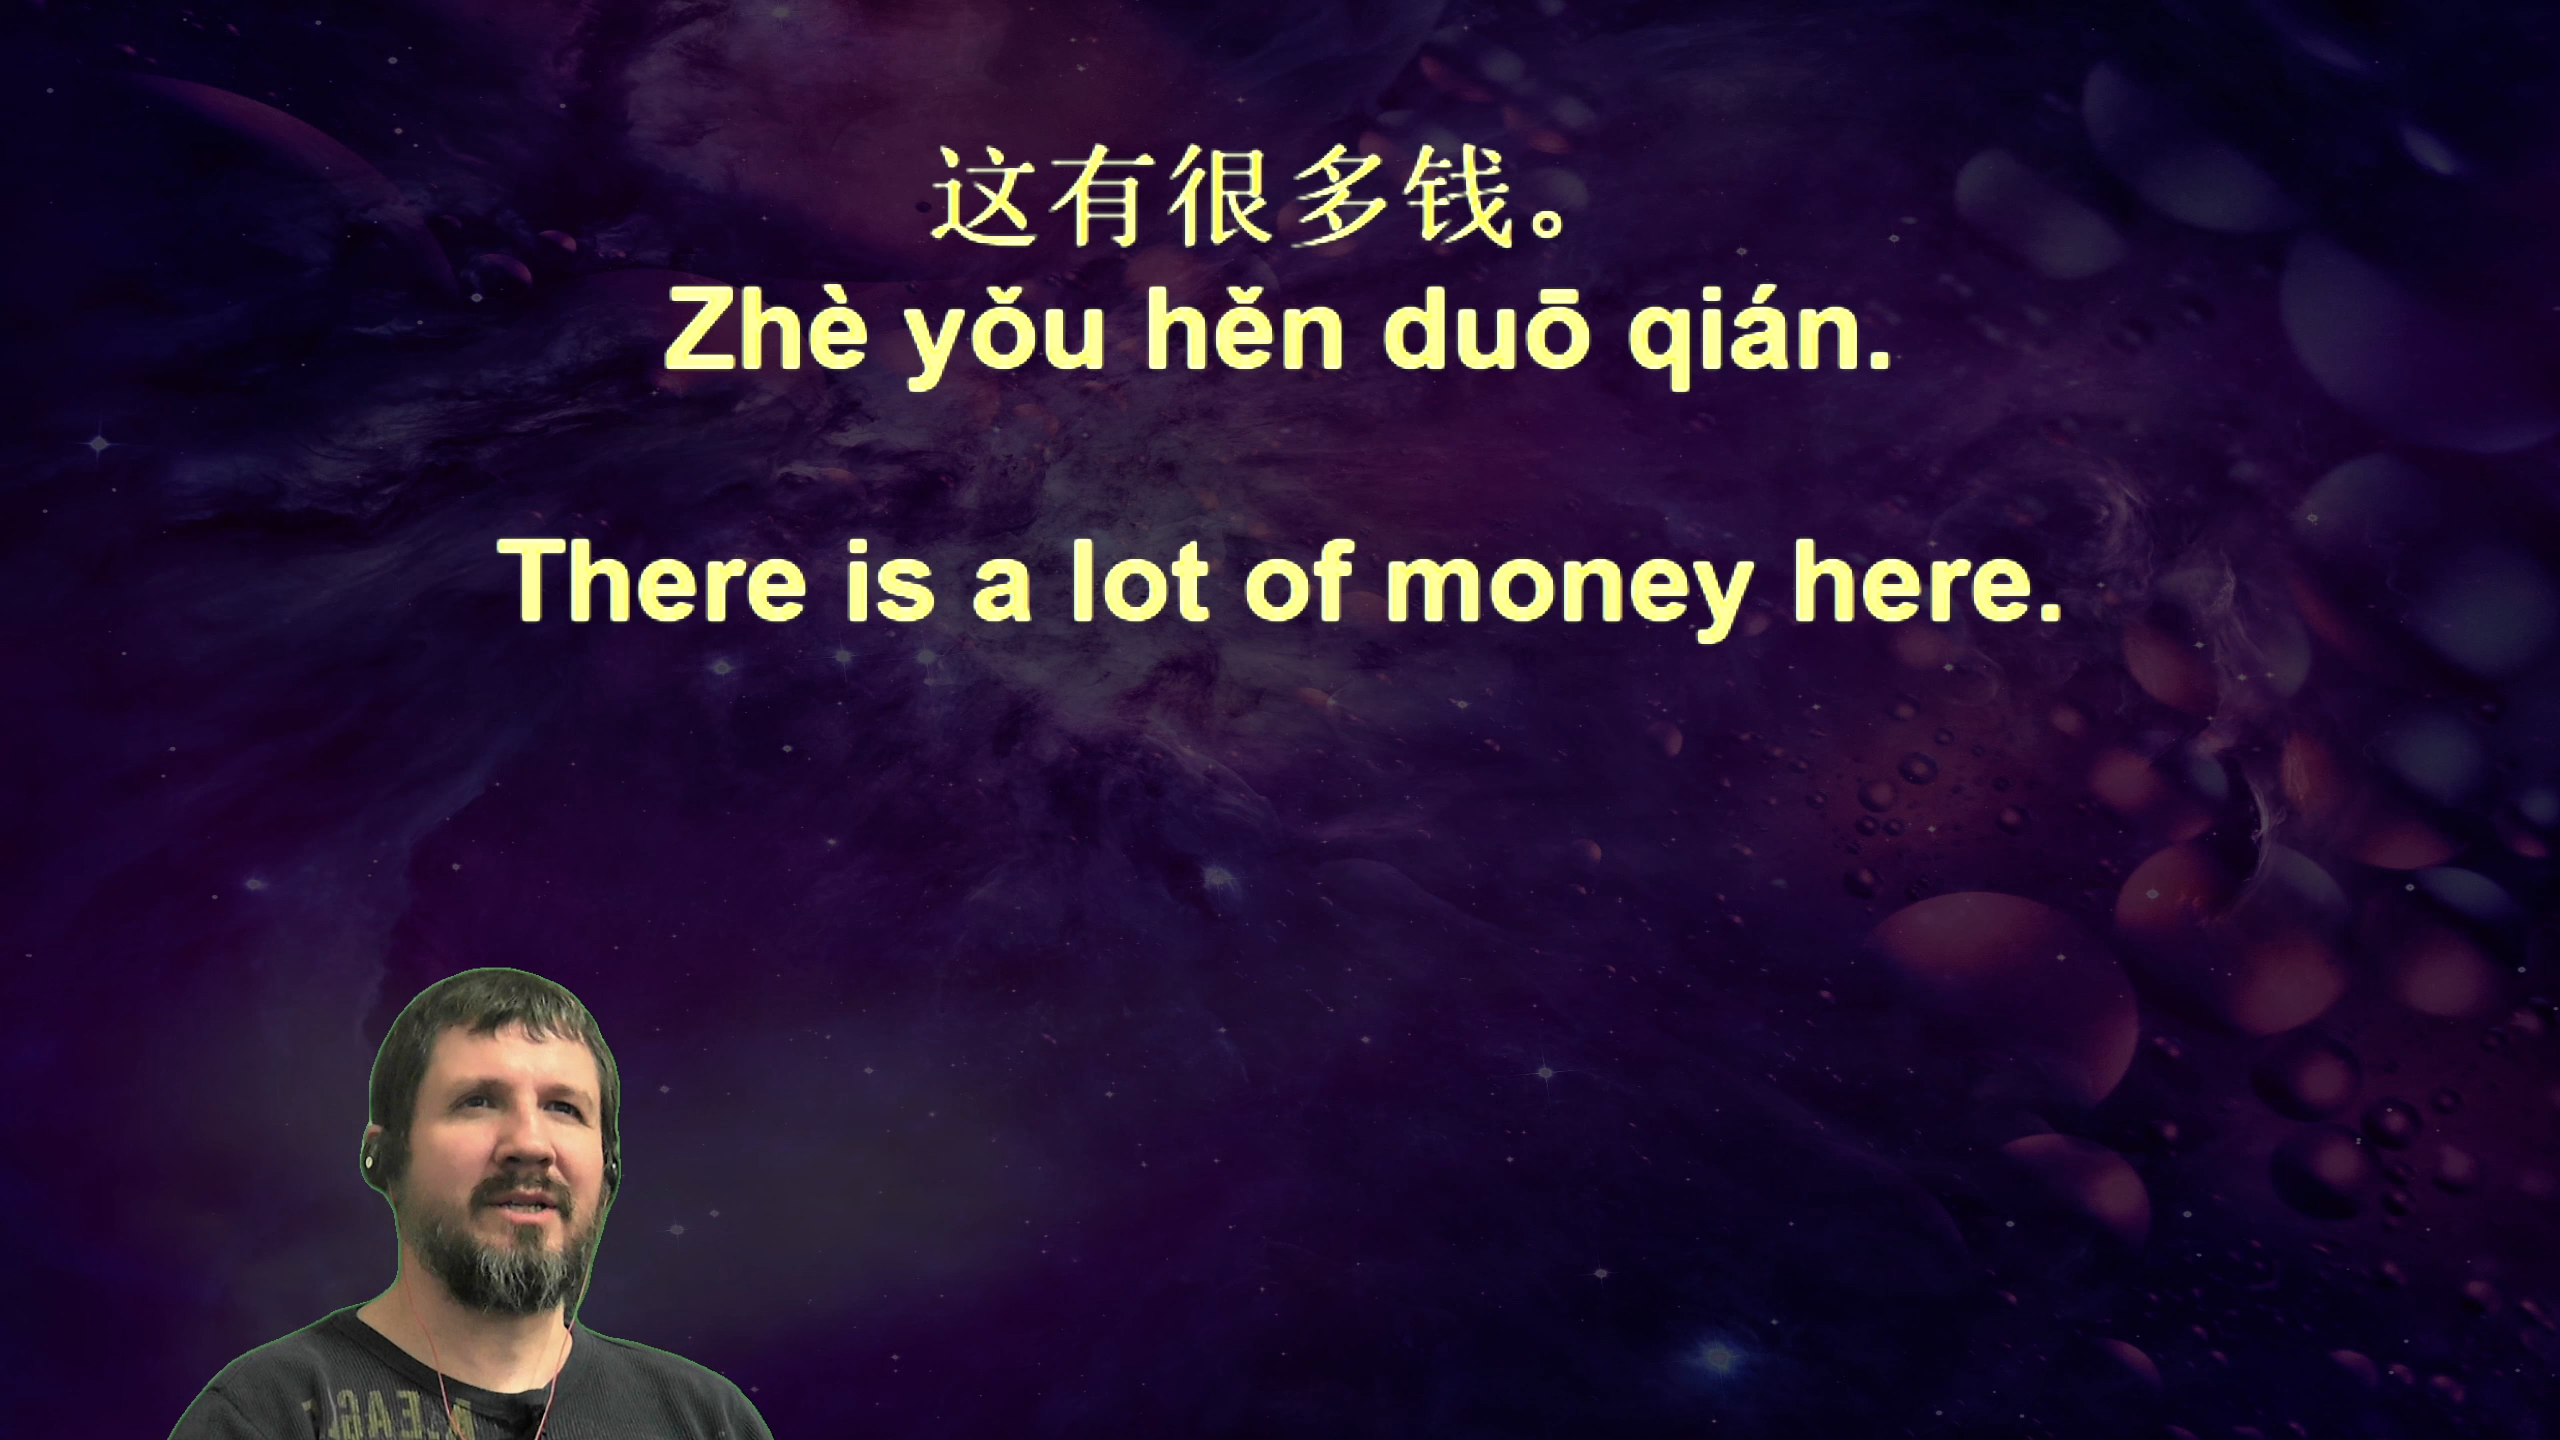 这有很多钱。
Zhè yǒu hěn duō qián.
There is a lot of money here.